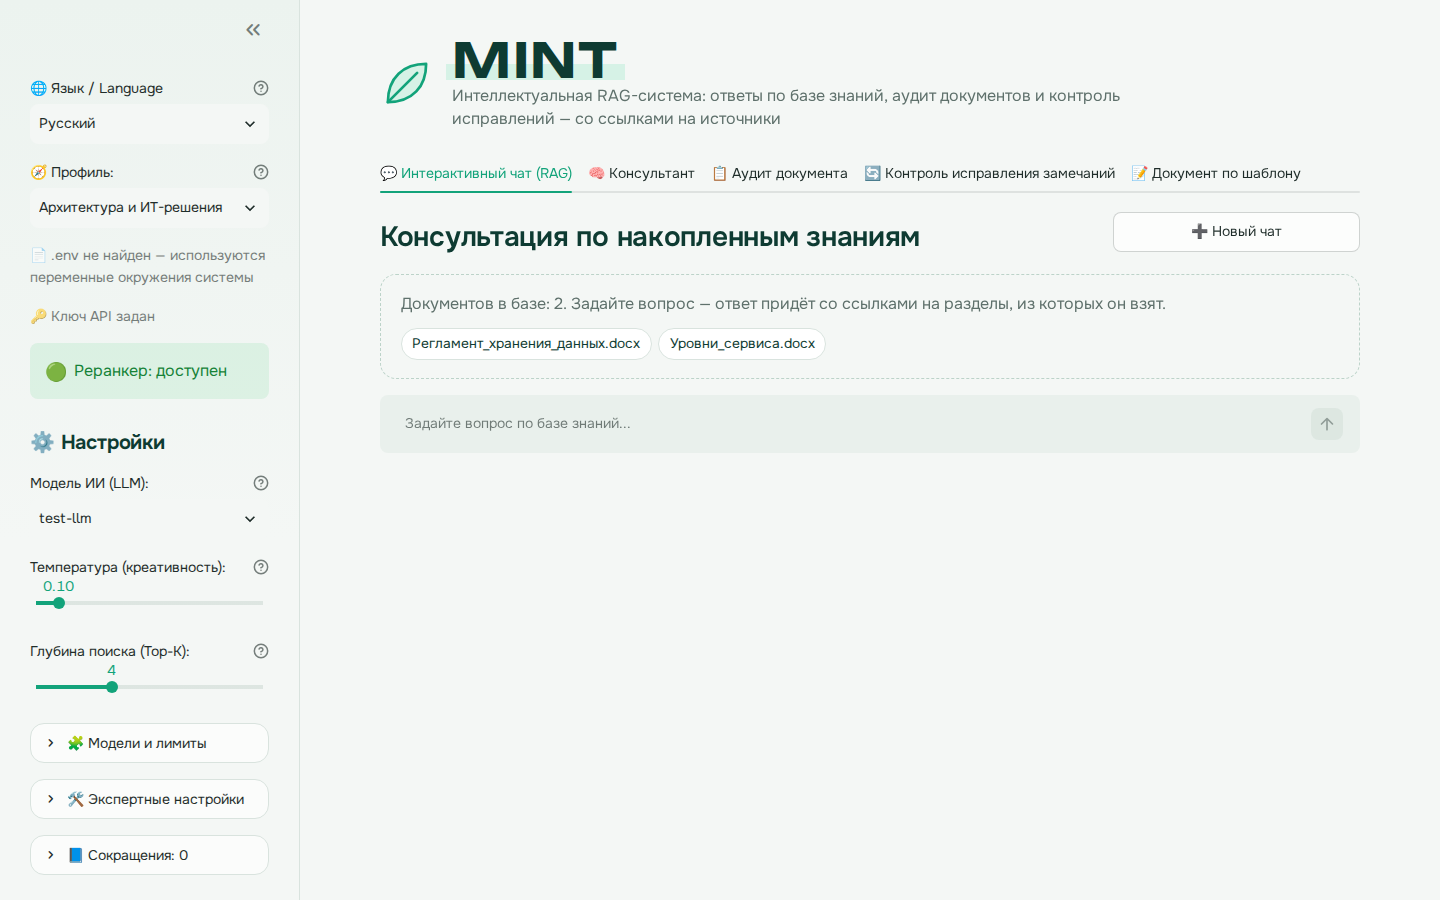 Язык / Language
Русский
Профиль:
Архитектура и ИТ-решения
.env не найден — используются
переменные окружения системы
Ключ API задан
Реранкер: доступен
Настройки
Модель ИИ (LLM):
test-llm
Температура (креативность):
0.10
Глубина поиска (Top-K):
4
Модели и лимиты
Экспертные настройки
Сокращения: 0
MINT
Интеллектуальная RAG-система: ответы по базе знаний, аудит документов и контроль
исправлений — со ссылками на источники
Интерактивный чат (RAG) Консультант Аудит документа Контроль исправления замечаний Документ по шаблону
Консультация по накопленным знаниям
Новый чат
Документов в базе: 2. Задайте вопрос — ответ придёт со ссылками на разделы, из которых он взят.
Регламент_хранения_данных.docx Уровни_сервиса.docx
Задайте вопрос по базе знаний...